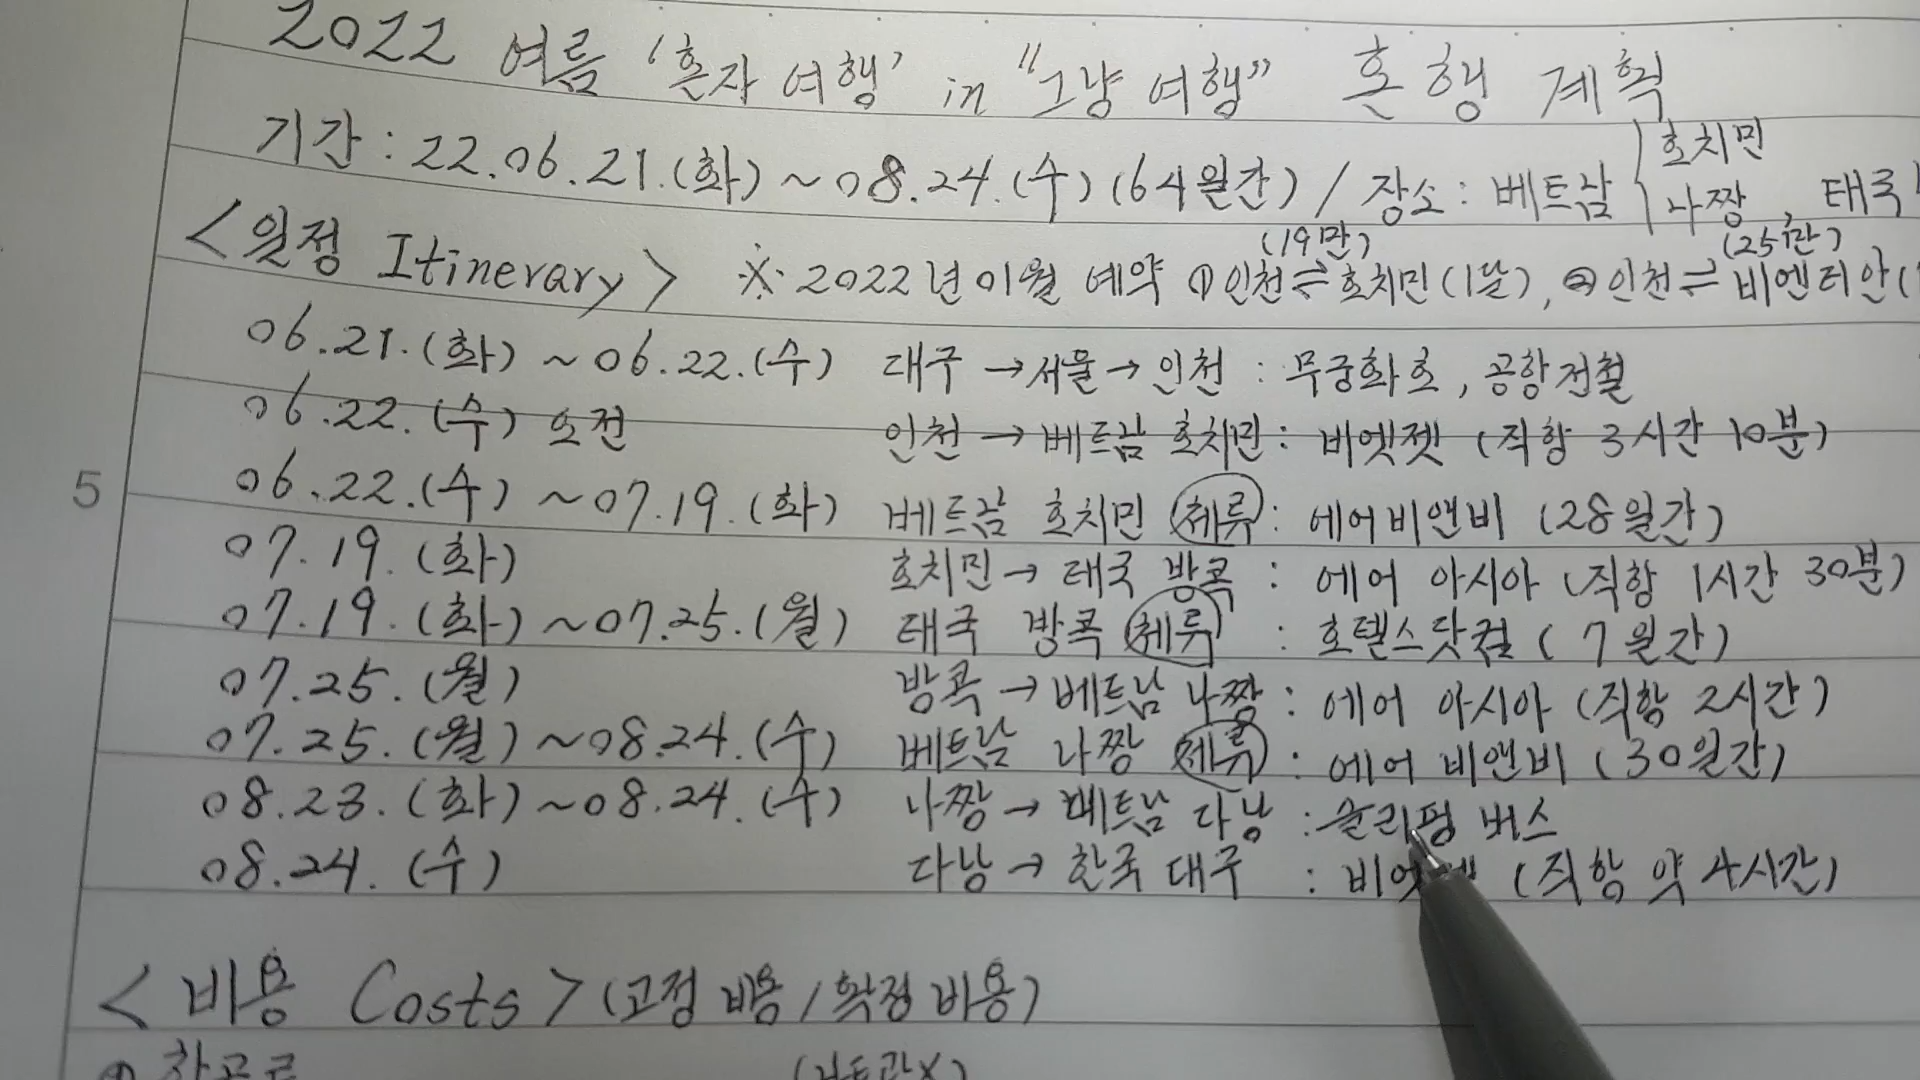 2022 여름 '혼자 여행' in "그냥 여행" 혼행 계획
기간 : 22.06.21.(화) ~ 08.24.(수) (64일간) / 장소 : 베트남 { 호치민 나짱 , 태국
(19만) (25만)
<일정 Itinerary> ※ 2022년 01월 예약 ① 인천⇌호치민(1달), ② 인천⇌비엔티안(
06.21.(화) ~ 06.22.(수) 대구 → 서울 → 인천 : 무궁화호, 공항전철
06.22.(수) 오전 인천 → 베트남 호치민 : 비엣젯 (직항 3시간 10분)
5
06.22.(수) ~ 07.19.(화) 베트남 호치민 체류 : 에어비앤비 (28일간)
07.19.(화) 호치민 → 태국 방콕 : 에어 아시아 (직항 1시간 30분)
07.19.(화) ~ 07.25.(월) 태국 방콕 체류 : 호텔스닷컴 (7일간)
07.25.(월) 방콕 → 베트남 나짱 : 에어 아시아 (직항 2시간)
07.25.(월) ~ 08.24.(수) 베트남 나짱 체류 : 에어 비앤비 (30일간)
08.23.(화) ~ 08.24.(수) 나짱 → 베트남 다낭 : 슬리핑 버스
08.24.(수) 다낭 → 한국 대구 : 비엣젯 (직항 약 4시간)
<비용 Costs> (고정 비용 / 확정 비용)